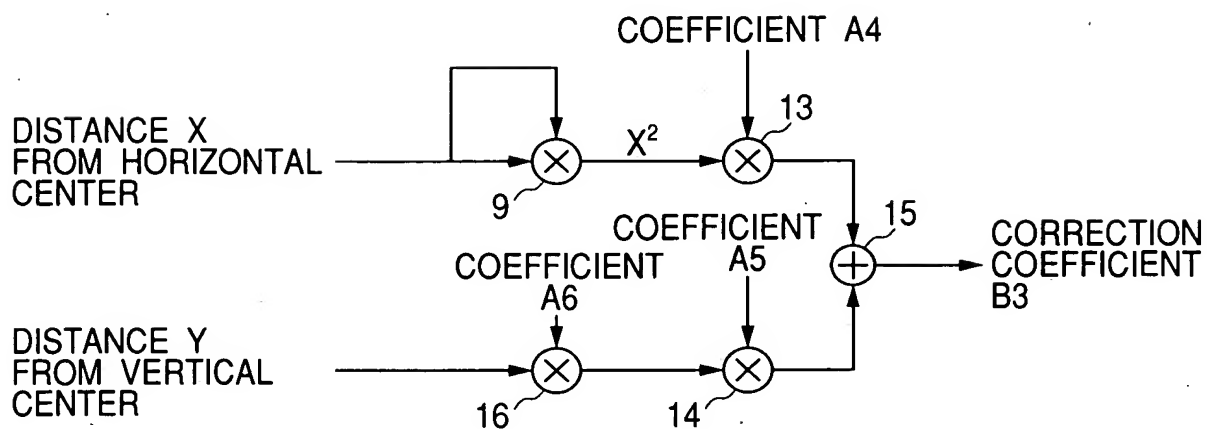 COEFFICIENT A4
DISTANCE X
FROM HORIZONTAL
CENTER
X²
13
9
COEFFICIENT
A5
15
CORRECTION
COEFFICIENT
B3
COEFFICIENT
A6
DISTANCE Y
FROM VERTICAL
CENTER
16
14